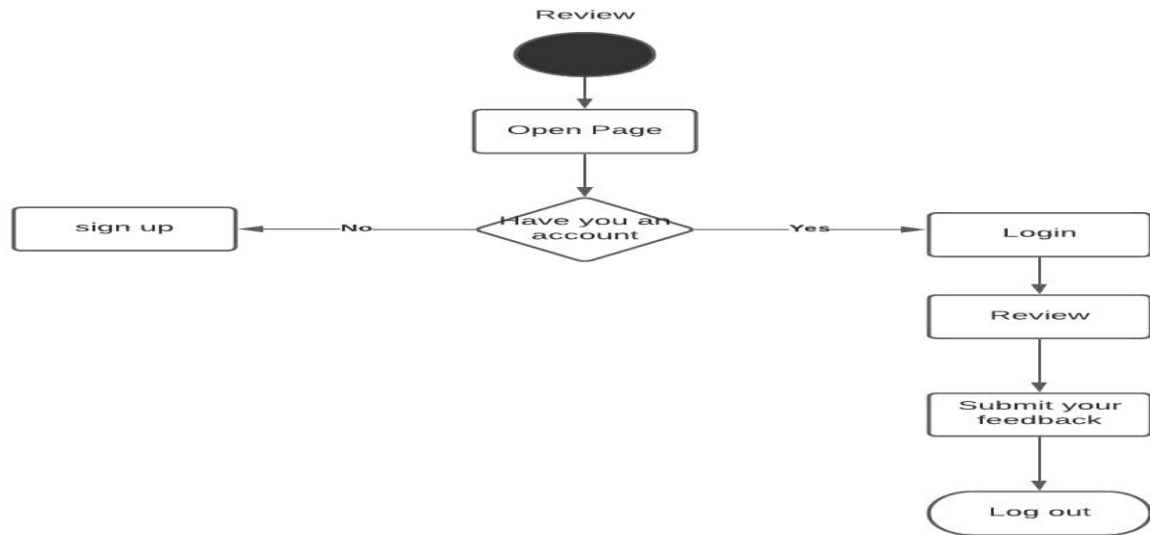 Review
Open Page
Have you an
account
No
Yes
sign up
Login
Review
Submit your
feedback
Log out